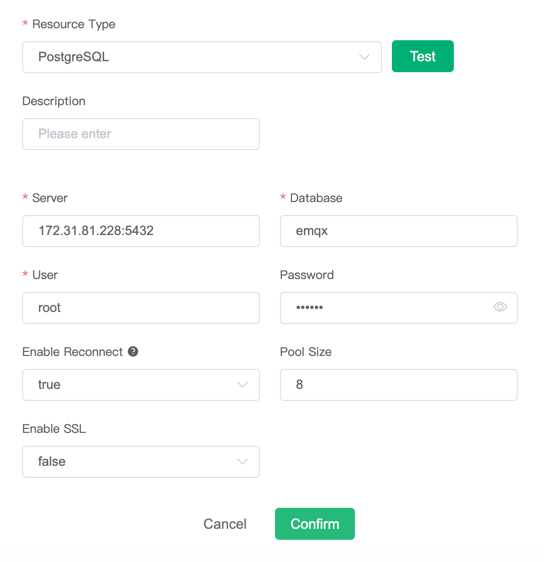 * Resource Type
PostgreSQL
Test
Description
Please enter
* Server
* Database
172.31.81.228:5432
emqx
* User
Password
root
••••••
Enable Reconnect ?
Pool Size
true
8
Enable SSL
false
Cancel
Confirm